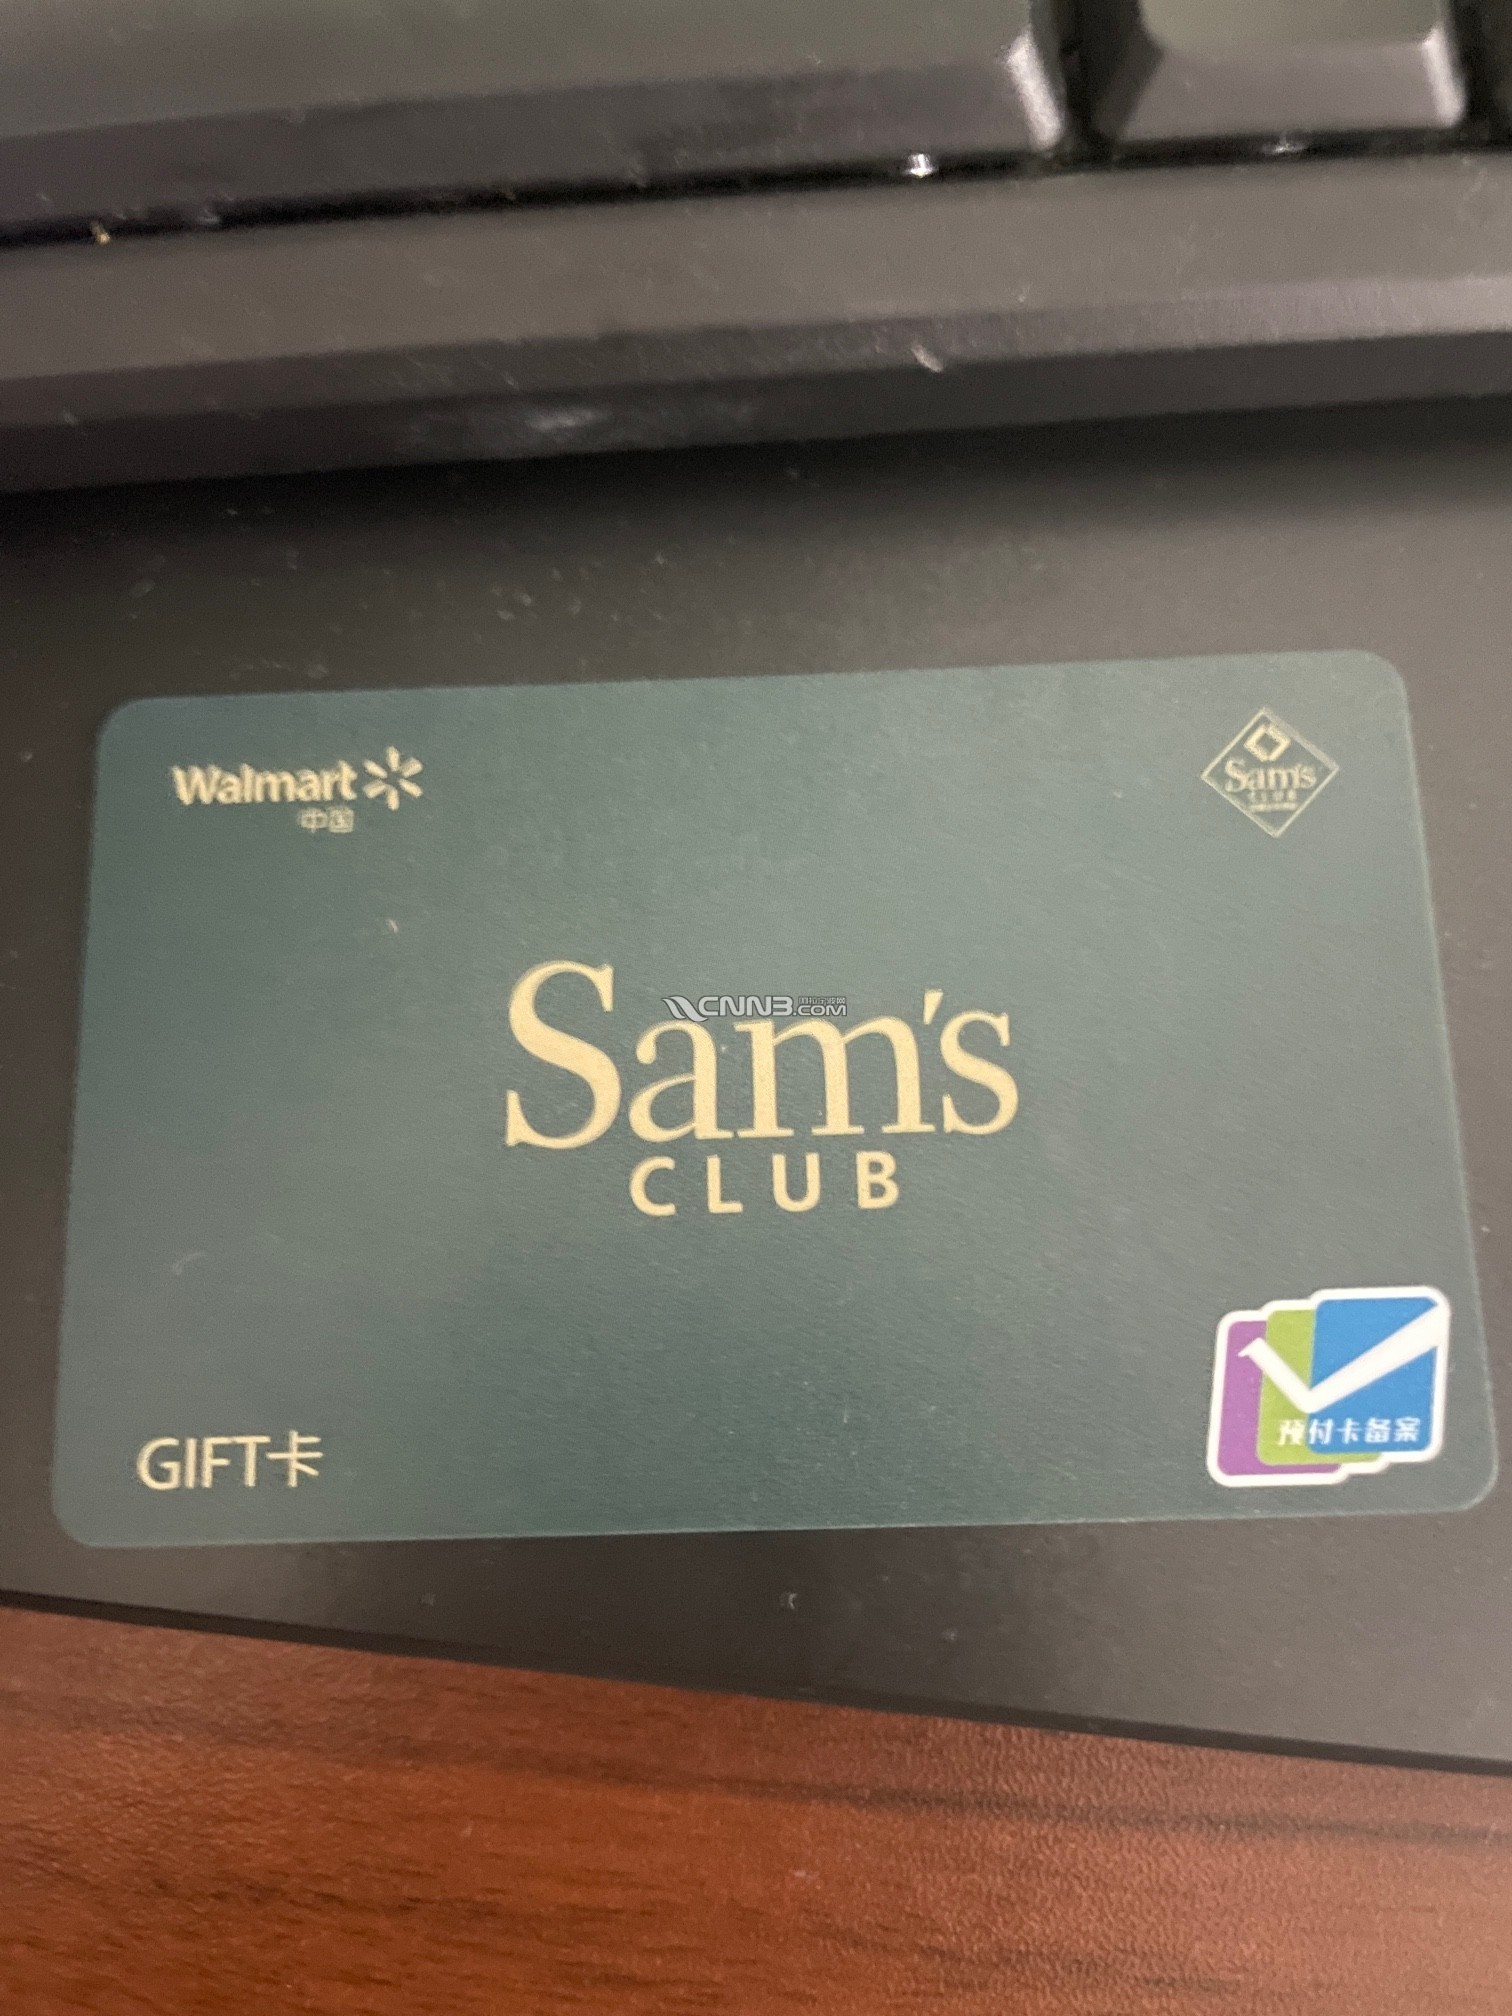 Walmart
中国
Sam's
CLUB
Sam's
CLUB
CNNB.COM
GIFT卡
预付卡备案